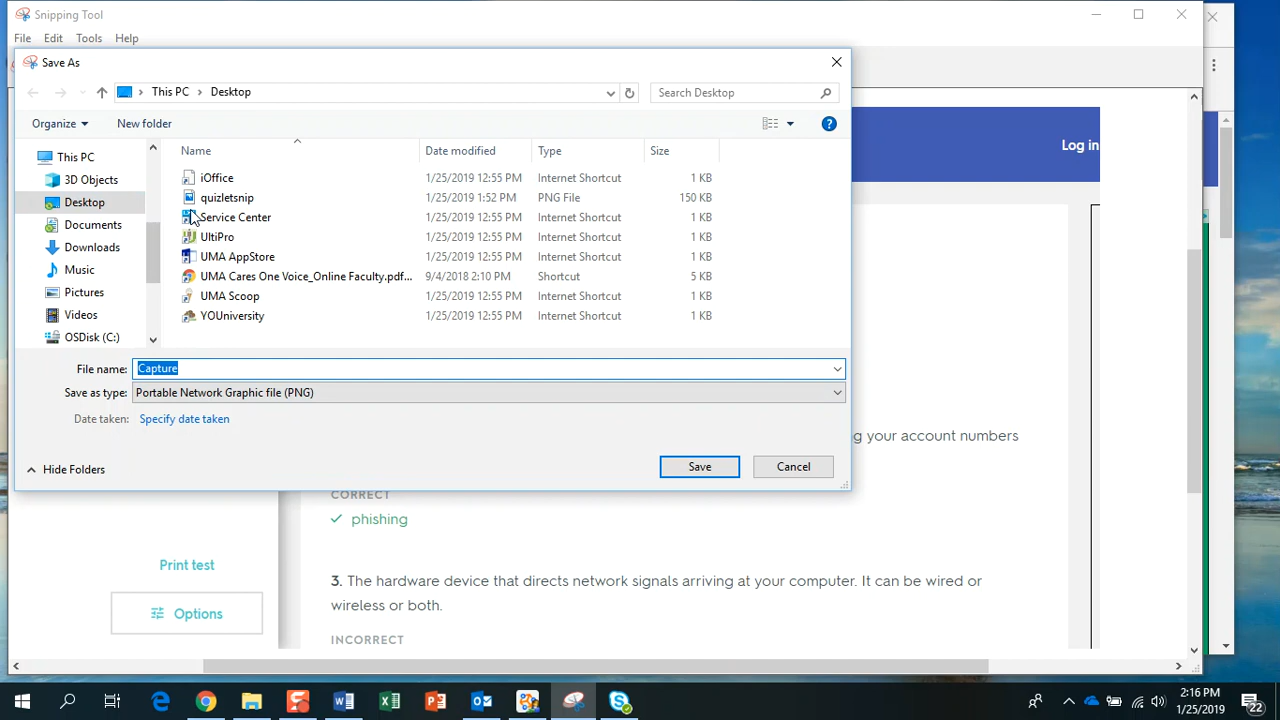 Snipping Tool
File Edit Tools Help
Save As
This PC Desktop
Search Desktop
Organize New folder
Name Date modified Type Size
This PC
3D Objects
Desktop
Documents
Downloads
Music
Pictures
Videos
OSDisk (C:)
iOffice 1/25/2019 12:55 PM Internet Shortcut 1 KB
quizletsnip 1/25/2019 1:52 PM PNG File 150 KB
Service Center 1/25/2019 12:55 PM Internet Shortcut 1 KB
UltiPro 1/25/2019 12:55 PM Internet Shortcut 1 KB
UMA AppStore 1/25/2019 12:55 PM Internet Shortcut 1 KB
UMA Cares One Voice_Online Faculty.pdf... 9/4/2018 2:10 PM Shortcut 5 KB
UMA Scoop 1/25/2019 12:55 PM Internet Shortcut 1 KB
YOUniversity 1/25/2019 12:55 PM Internet Shortcut 1 KB
File name: Capture
Save as type: Portable Network Graphic file (PNG)
Date taken: Specify date taken
Hide Folders
Save Cancel
Log in
g your account numbers
CORRECT
✓ phishing
Print test
Options
3. The hardware device that directs network signals arriving at your computer. It can be wired or
wireless or both.
INCORRECT
2:16 PM
1/25/2019
22